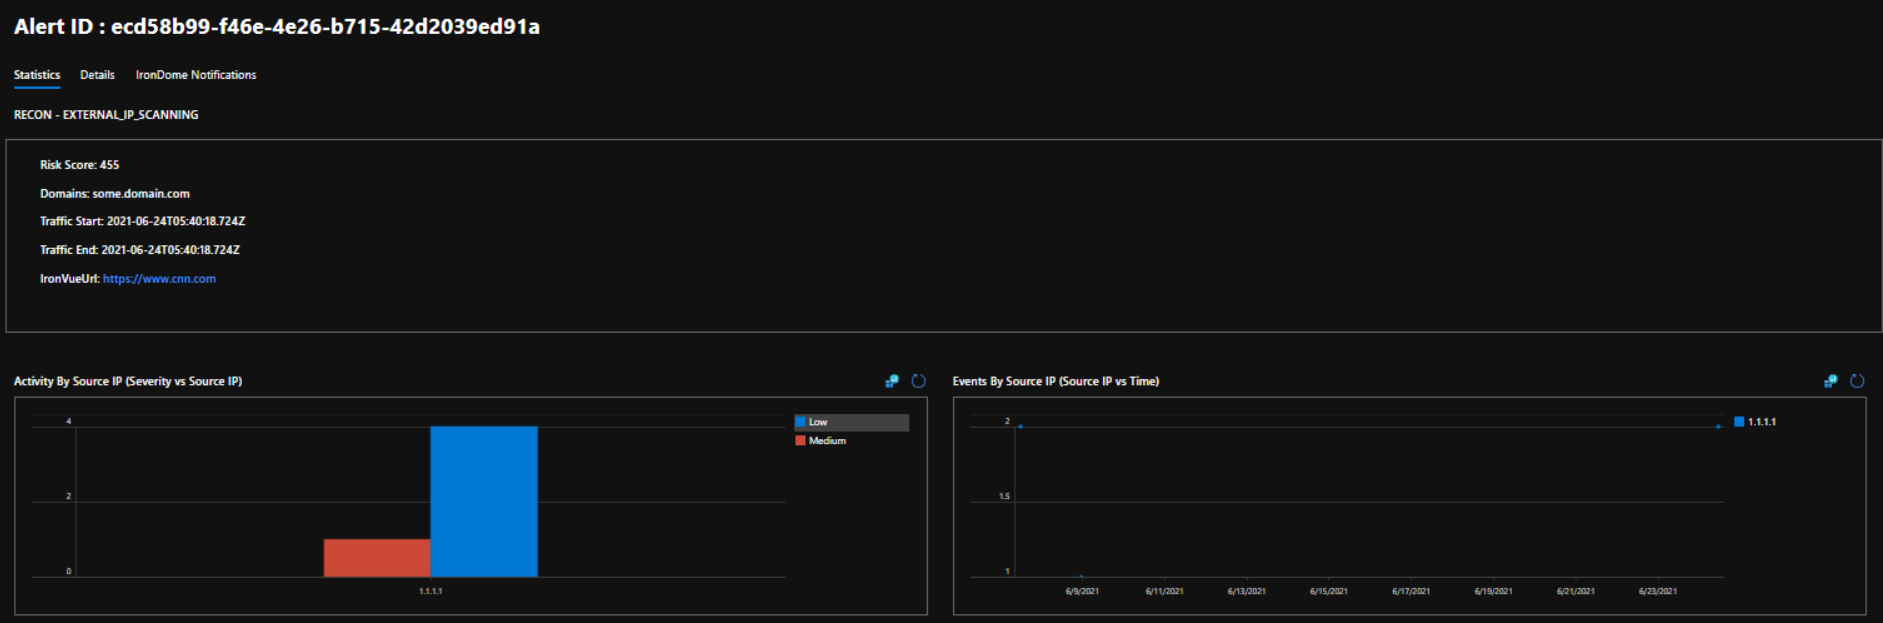 Alert ID : ecd58b99-f46e-4e26-b715-42d2039ed91a
Statistics Details IronDome Notifications
RECON - EXTERNAL_IP_SCANNING
Risk Score: 455
Domains: some.domain.com
Traffic Start: 2021-06-24T05:40:18.724Z
Traffic End: 2021-06-24T05:40:18.724Z
IronVueUrl: https://www.cnn.com
Activity By Source IP (Severity vs Source IP)
4
2
0
1.1.1.1
Low
Medium
Events By Source IP (Source IP vs Time)
2
1.5
1
6/9/2021 6/11/2021 6/13/2021 6/15/2021 6/17/2021 6/19/2021 6/21/2021 6/23/2021
1.1.1.1